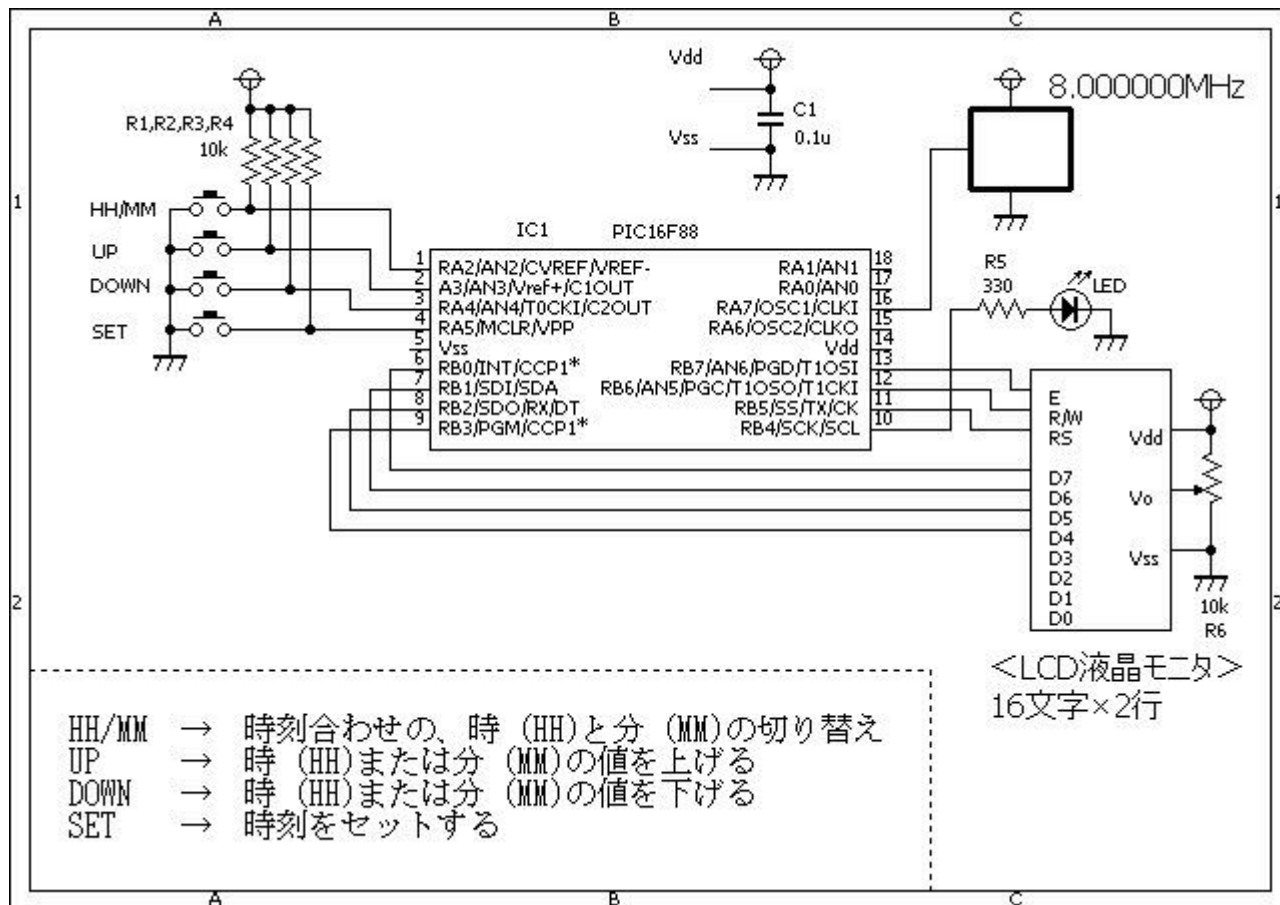 A
B
C
1
2
1
2
A
B
C
Vdd
Vss
C1
0.1u
8.000000MHz
R1,R2,R3,R4
10k
HH/MM
UP
DOWN
SET
IC1
PIC16F88
1
RA2/AN2/CVREF/VREF-
2
A3/AN3/Vref+/C1OUT
3
RA4/AN4/T0CKI/C2OUT
4
RA5/MCLR/VPP
5
Vss
6
RB0/INT/CCP1*
7
RB1/SDI/SDA
8
RB2/SDO/RX/DT
9
RB3/PGM/CCP1*
18
RA1/AN1
17
RA0/AN0
16
RA7/OSC1/CLKI
15
RA6/OSC2/CLKO
14
Vdd
13
RB7/AN6/PGD/T1OSI
12
RB6/AN5/PGC/T1OSO/T1CKI
11
RB5/SS/TX/CK
10
RB4/SCK/SCL
R5
330
LED
E
R/W
RS
D7
D6
D5
D4
D3
D2
D1
D0
Vdd
Vo
Vss
10k
R6
<LCD液晶モニタ>
16文字×2行
HH/MM → 時刻合わせの、時 (HH)と分 (MM)の切り替え
UP → 時 (HH)または分 (MM)の値を上げる
DOWN → 時 (HH)または分 (MM)の値を下げる
SET → 時刻をセットする